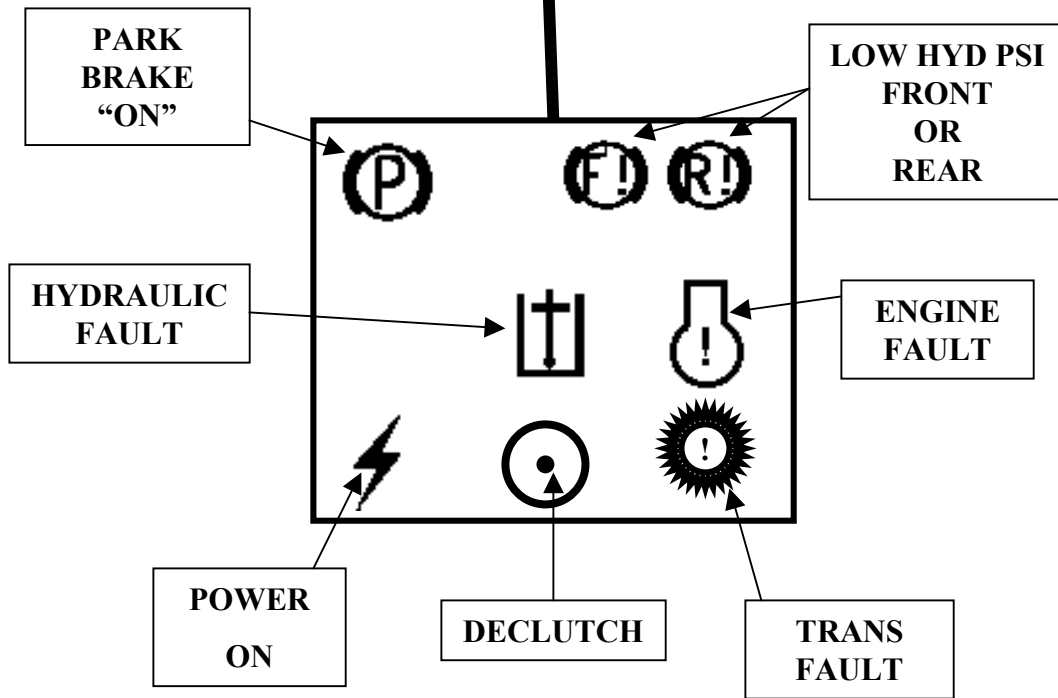 PARK
BRAKE
“ON”
LOW HYD PSI
FRONT
OR
REAR
P
F!
R!
HYDRAULIC
FAULT
!
ENGINE
FAULT
!
POWER
ON
DECLUTCH
TRANS
FAULT